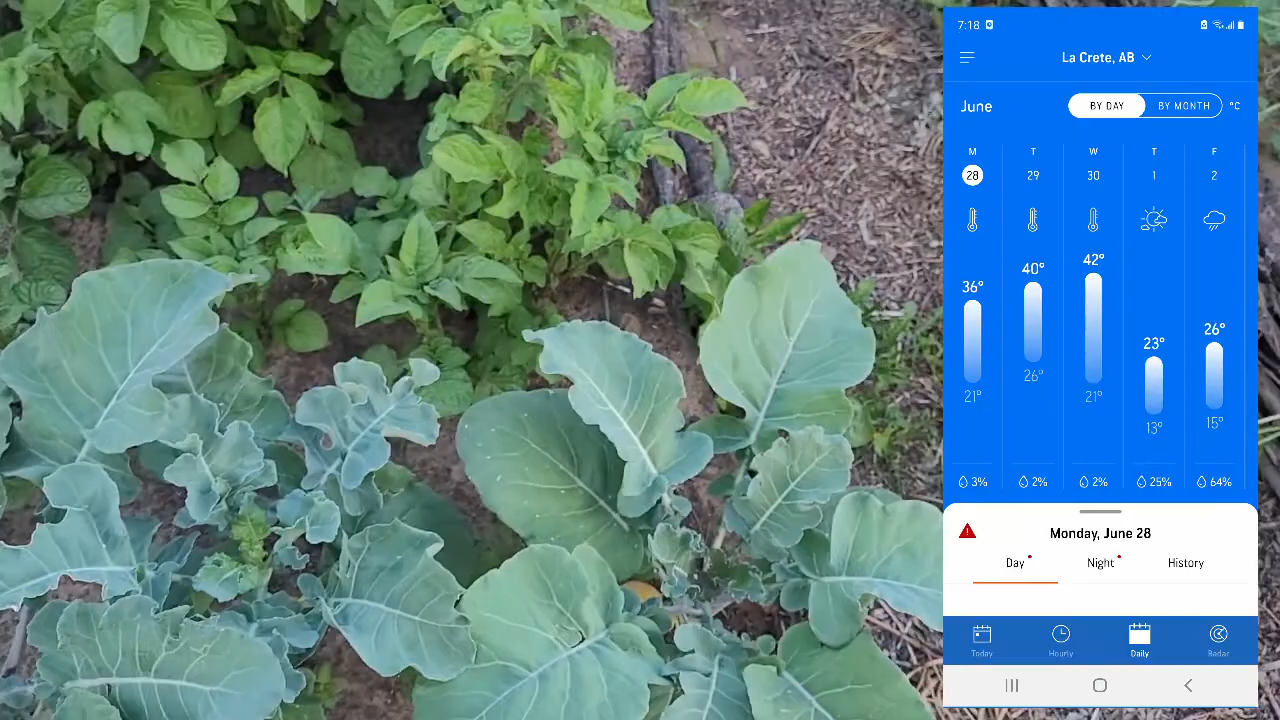 7:18
La Crete, AB
June
BY DAY BY MONTH °C
M T W T F
28 29 30 1 2
36° 40° 42° 23° 26°
21° 26° 21° 13° 15°
3% 2% 2% 25% 64%
Monday, June 28
Day Night History
Today Hourly Daily Radar